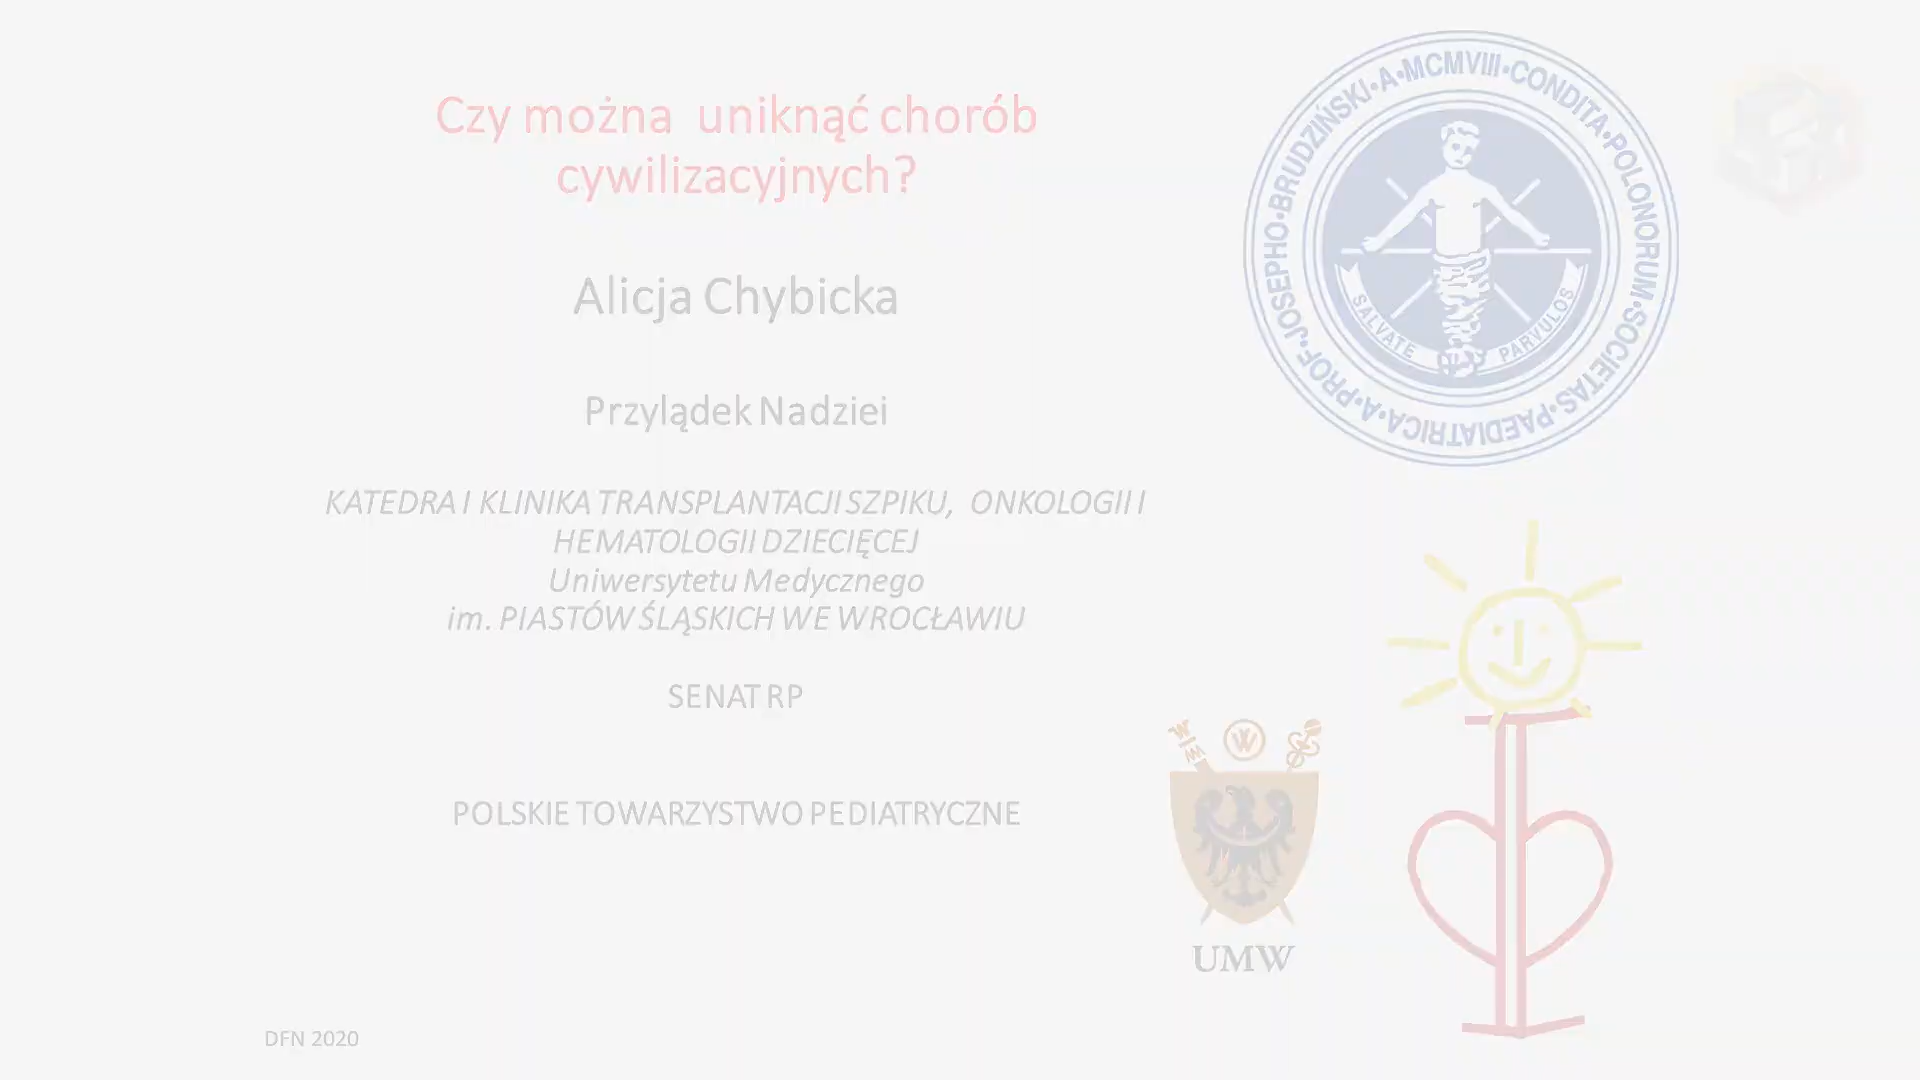 Czy można uniknąć chorób
cywilizacyjnych?
Alicja Chybicka
Przylądek Nadziei
KATEDRA I KLINIKA TRANSPLANTACJI SZPIKU, ONKOLOGII I
HEMATOLOGII DZIECIĘCEJ
Uniwersytetu Medycznego
im. PIASTÓW ŚLĄSKICH WE WROCŁAWIU
SENAT RP
POLSKIE TOWARZYSTWO PEDIATRYCZNE
DFN 2020
SOCIETAS•PAEDIATRICA•A•PROF•JOSEPHO•BRUDZIŃSKI•A•MCMVIII•CONDITA•POLONORUM
SALVATE PARVULOS
W
UMW